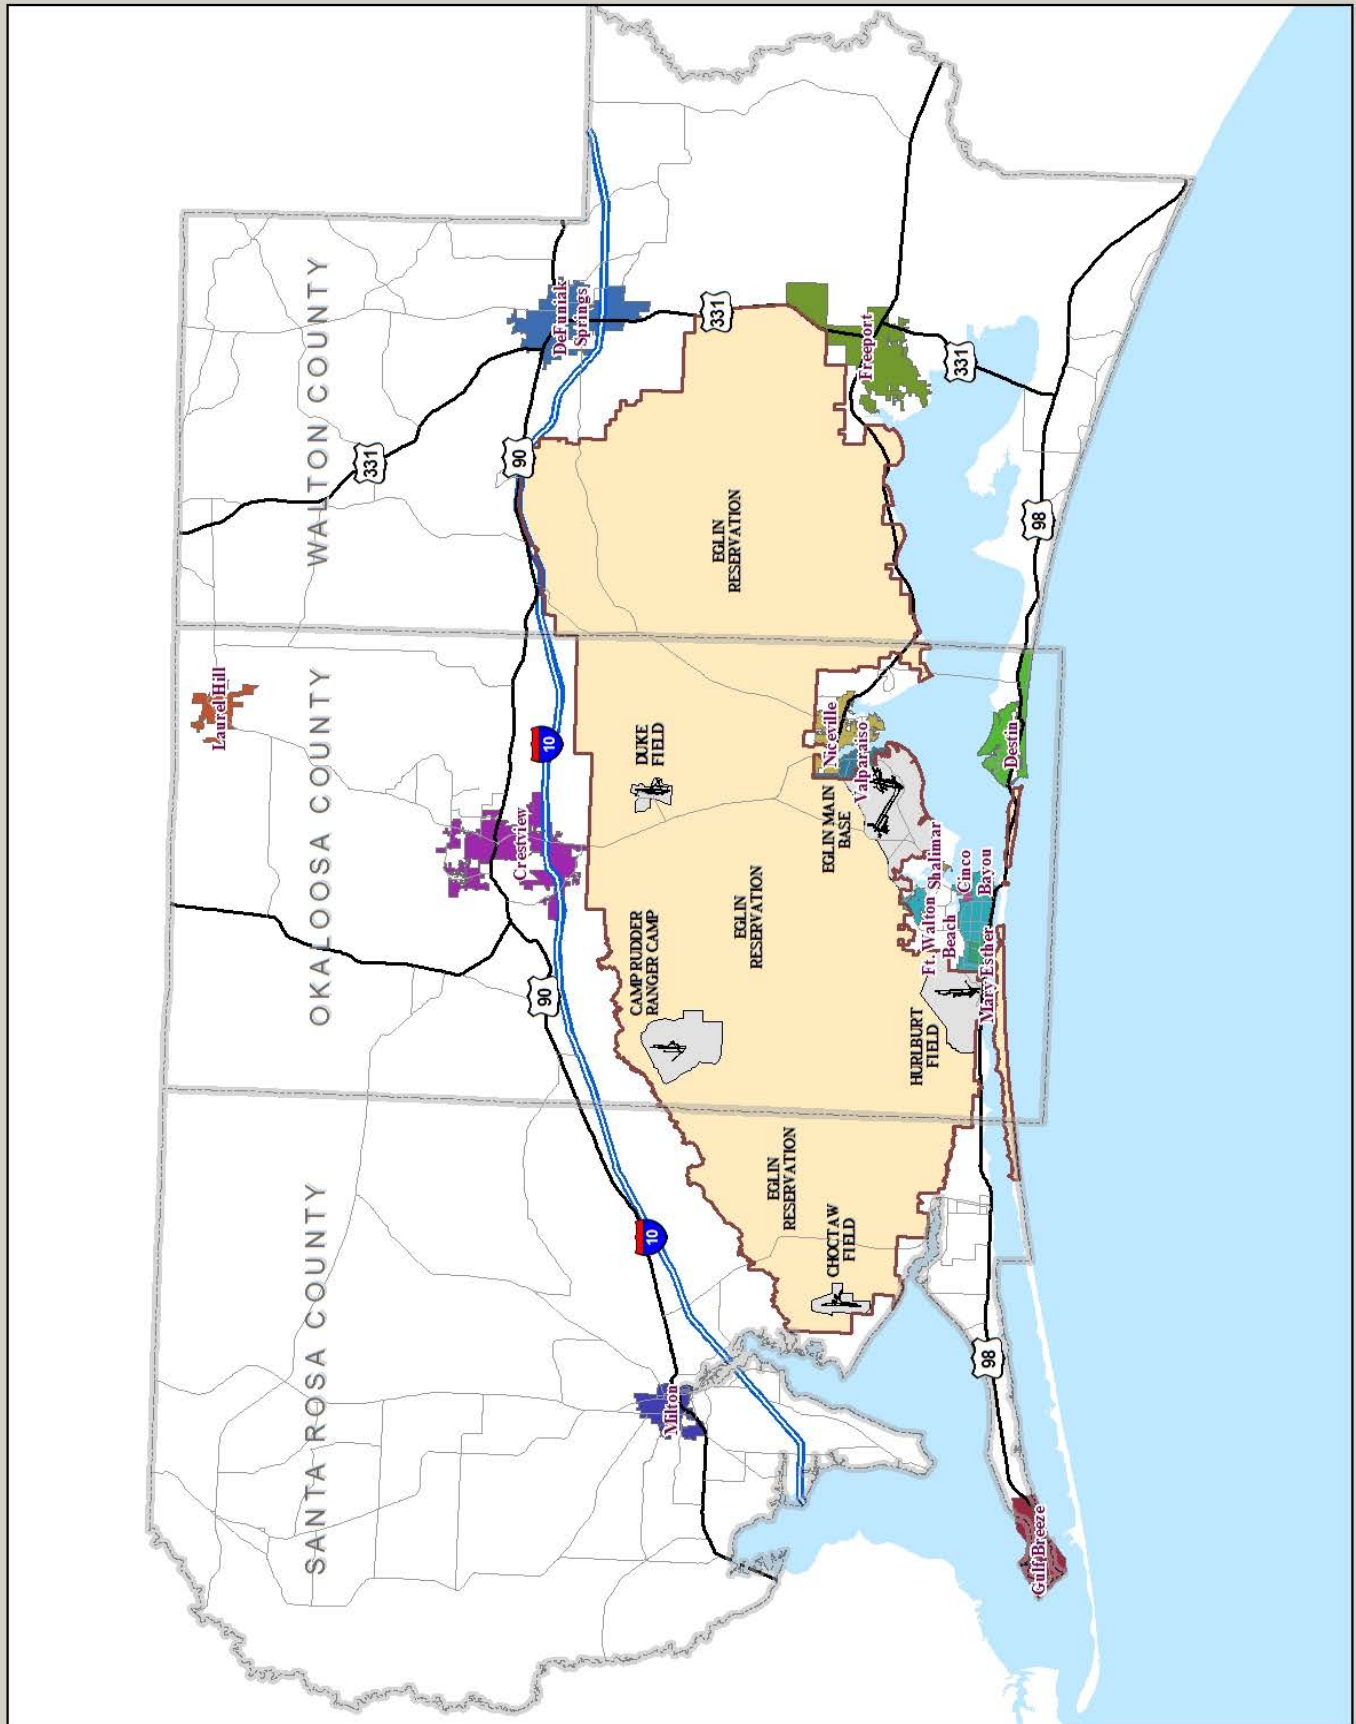 SANTA ROSA COUNTY
OKALOOSA COUNTY
WALTON COUNTY
Laurel Hill
331
90
DeFuniak
Springs
Crestview
10
90
331
10
Milton
DUKE
FIELD
CAMP RUDDER
RANGER CAMP
EGLIN
RESERVATION
EGLIN
RESERVATION
EGLIN
RESERVATION
CHOCTAW
FIELD
EGLIN MAIN
BASE
Niceville
Valparaiso
Freeport
331
HURLBURT
FIELD
Ft. Walton
Beach
Shalimar
Cinco
Bayou
Mary Esther
Destin
98
98
Gulf Breeze